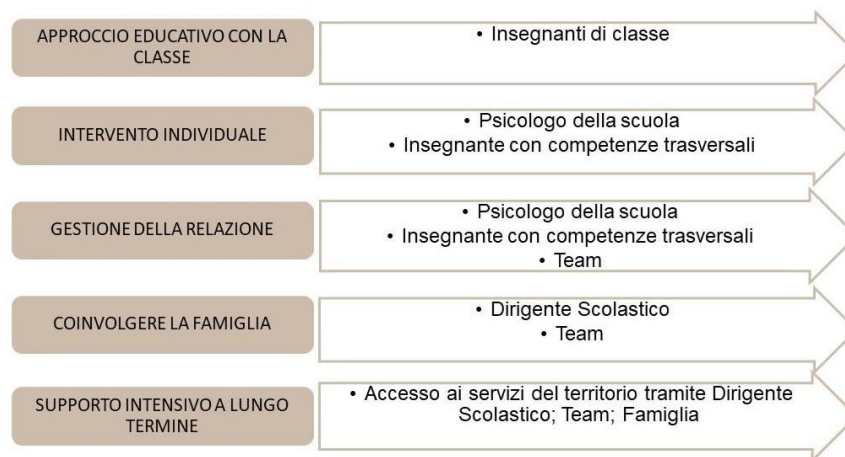 APPROCCIO EDUCATIVO CON LA
CLASSE
• Insegnanti di classe
INTERVENTO INDIVIDUALE
• Psicologo della scuola
• Insegnante con competenze trasversali
GESTIONE DELLA RELAZIONE
• Psicologo della scuola
• Insegnante con competenze trasversali
• Team
COINVOLGERE LA FAMIGLIA
• Dirigente Scolastico
• Team
SUPPORTO INTENSIVO A LUNGO
TERMINE
• Accesso ai servizi del territorio tramite Dirigente
Scolastico; Team; Famiglia